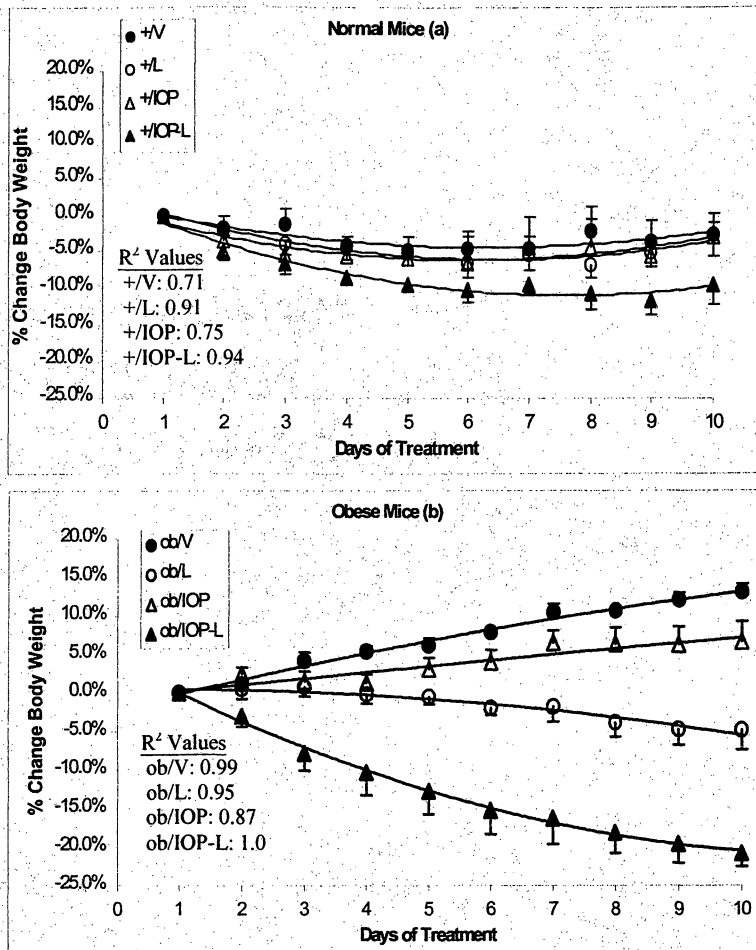 Normal Mice (a)
+/V
+/L
+/IOP
+/IOP-L
20.0%
15.0%
10.0%
5.0%
0.0%
-5.0%
-10.0%
-15.0%
-20.0%
-25.0%
% Change Body Weight
R² Values
+/V: 0.71
+/L: 0.91
+/IOP: 0.75
+/IOP-L: 0.94
0 1 2 3 4 5 6 7 8 9 10
Days of Treatment
Obese Mice (b)
ob/V
ob/L
ob/IOP
ob/IOP-L
20.0%
15.0%
10.0%
5.0%
0.0%
-5.0%
-10.0%
-15.0%
-20.0%
-25.0%
% Change Body Weight
R² Values
ob/V: 0.99
ob/L: 0.95
ob/IOP: 0.87
ob/IOP-L: 1.0
0 1 2 3 4 5 6 7 8 9 10
Days of Treatment